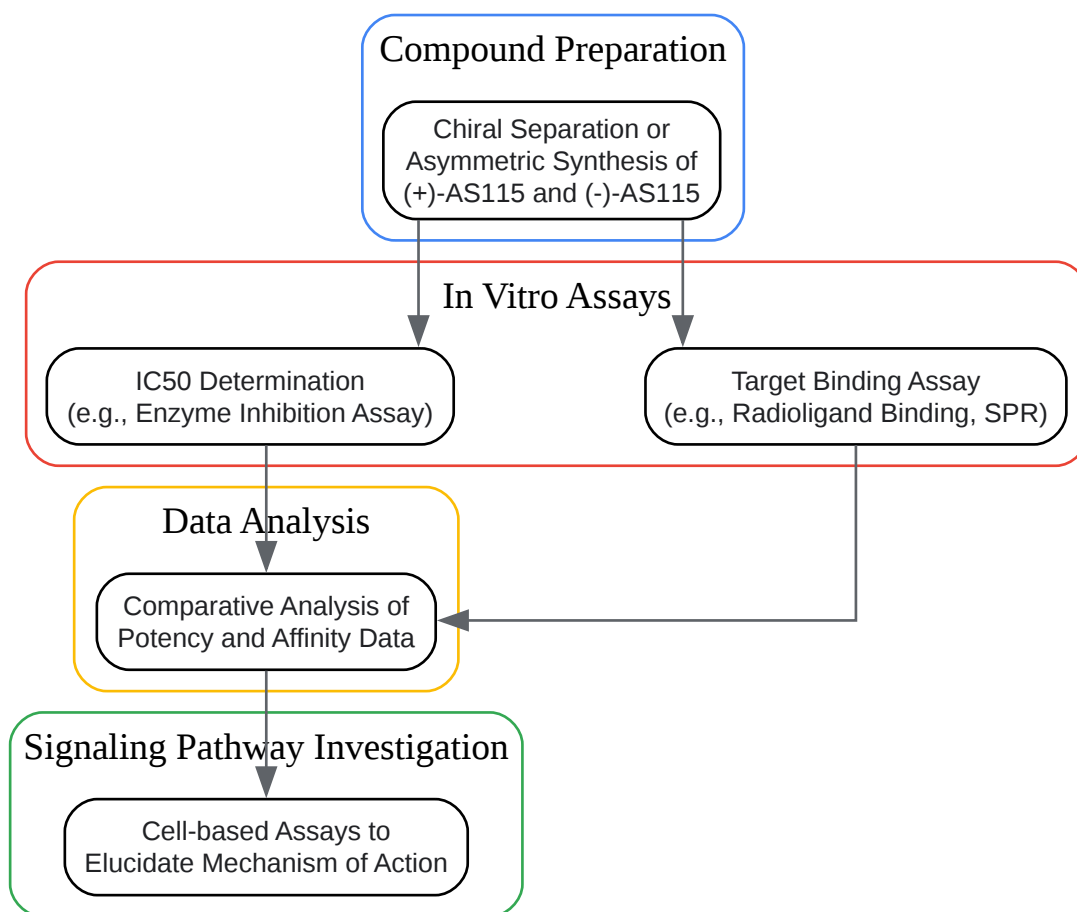 Compound Preparation
Chiral Separation or
Asymmetric Synthesis of
(+)-AS115 and (-)-AS115
In Vitro Assays
IC50 Determination
(e.g., Enzyme Inhibition Assay)
Target Binding Assay
(e.g., Radioligand Binding, SPR)
Data Analysis
Comparative Analysis of
Potency and Affinity Data
Signaling Pathway Investigation
Cell-based Assays to
Elucidate Mechanism of Action